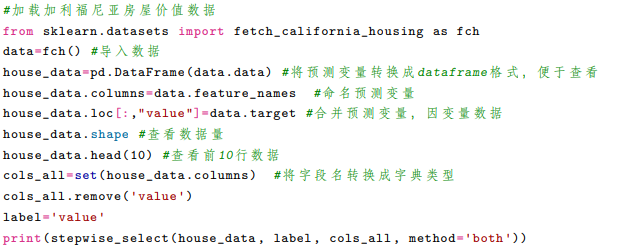 #加载加利福尼亚房屋价值数据
from sklearn.datasets import fetch_california_housing as fch
data=fch() #导入数据
house_data=pd.DataFrame(data.data) #将预测变量转换成dataframe格式，便于查看
house_data.columns=data.feature_names #命名预测变量
house_data.loc[:,"value"]=data.target #合并预测变量，因变量数据
house_data.shape #查看数据量
house_data.head(10) #查看前10行数据
cols_all=set(house_data.columns) #将字段名转换成字典类型
cols_all.remove('value')
label='value'
print(stepwise_select(house_data, label, cols_all, method='both'))